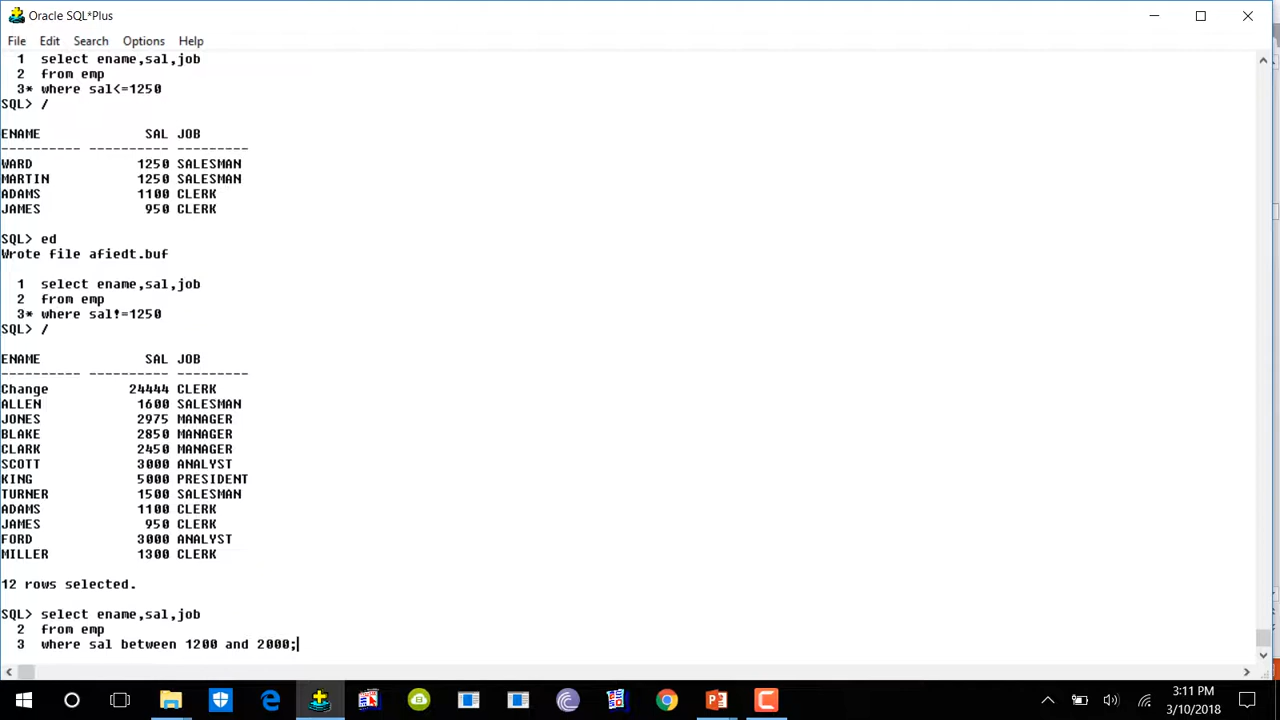 Oracle SQL*Plus
File Edit Search Options Help
1 select ename,sal,job
2 from emp
3* where sal<=1250
SQL> /
ENAME SAL JOB
---------- ---------- ---------
WARD 1250 SALESMAN
MARTIN 1250 SALESMAN
ADAMS 1100 CLERK
JAMES 950 CLERK
SQL> ed
Wrote file afiedt.buf
1 select ename,sal,job
2 from emp
3* where sal!=1250
SQL> /
ENAME SAL JOB
---------- ---------- ---------
Change 24444 CLERK
ALLEN 1600 SALESMAN
JONES 2975 MANAGER
BLAKE 2850 MANAGER
CLARK 2450 MANAGER
SCOTT 3000 ANALYST
KING 5000 PRESIDENT
TURNER 1500 SALESMAN
ADAMS 1100 CLERK
JAMES 950 CLERK
FORD 3000 ANALYST
MILLER 1300 CLERK
12 rows selected.
SQL> select ename,sal,job
2 from emp
3 where sal between 1200 and 2000;
3:11 PM
3/10/2018